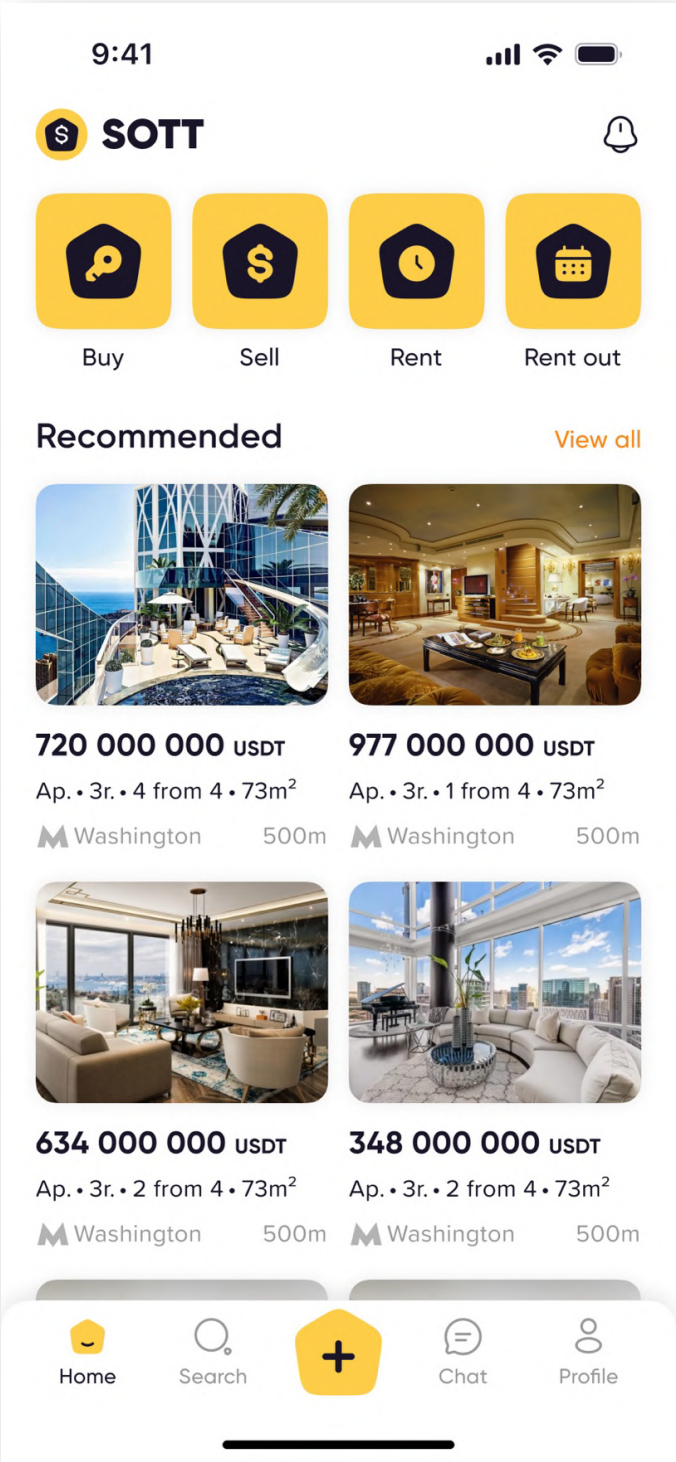 9:41
$ SOTT
$
Buy Sell Rent Rent out
Recommended View all
720 000 000 USDT 977 000 000 USDT
Ap. • 3r. • 4 from 4 • 73m² Ap. • 3r. • 1 from 4 • 73m²
Washington 500m Washington 500m
634 000 000 USDT 348 000 000 USDT
Ap. • 3r. • 2 from 4 • 73m² Ap. • 3r. • 2 from 4 • 73m²
Washington 500m Washington 500m
Home Search + Chat Profile